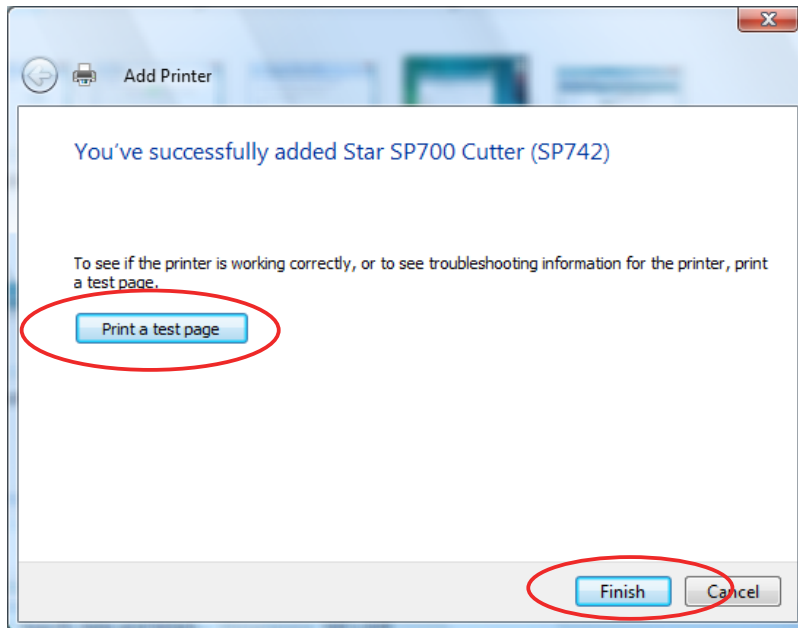 Add Printer
You've successfully added Star SP700 Cutter (SP742)
To see if the printer is working correctly, or to see troubleshooting information for the printer, print
a test page.
Print a test page
Finish Cancel